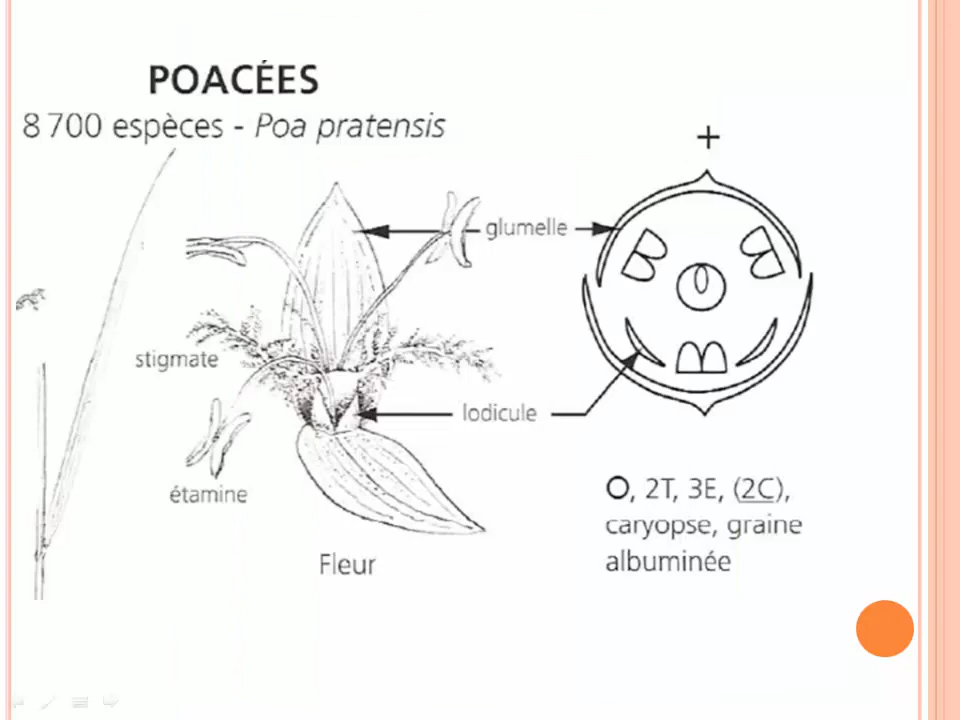 POACÉES
8 700 espèces - Poa pratensis
+
glumelle
stigmate
lodicule
étamine
Fleur
O, 2T, 3E, (2C),
caryopse, graine
albuminée